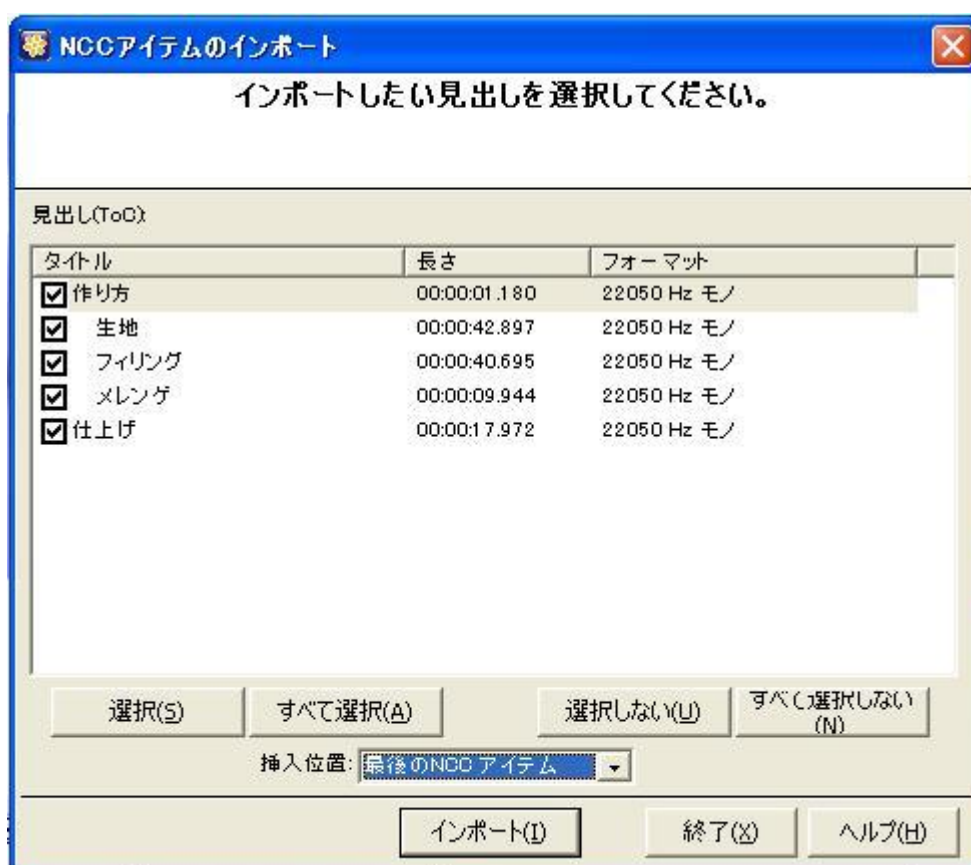 NCCアイテムのインポート
インポートしたい見出しを選択してください。
見出し(ToC):
タイトル 長さ フォーマット
作り方 00:00:01.180 22050 Hz モノ
生地 00:00:42.897 22050 Hz モノ
フィリング 00:00:40.695 22050 Hz モノ
メレンゲ 00:00:09.944 22050 Hz モノ
仕上げ 00:00:17.972 22050 Hz モノ
選択(S) すべて選択(A) 選択しない(U) すべて選択しない
(N)
挿入位置: 最後のNCC アイテム
インポート(I) 終了(X) ヘルプ(H)